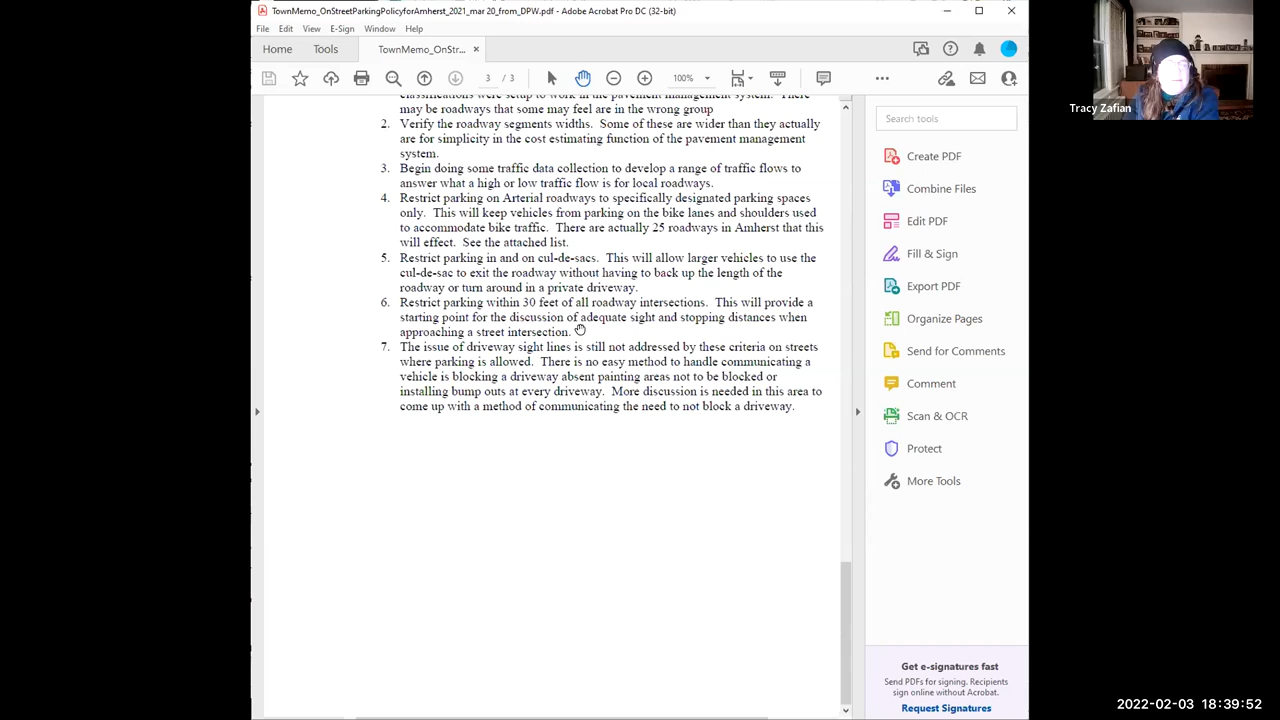 TownMemo_OnStreetParkingPolicyforAmherst_2021_mar 20_from_DPW.pdf - Adobe Acrobat Pro DC (32-bit)
File Edit View E-Sign Window Help
Home Tools TownMemo_OnStr... ×
3 / 3 100%
classifications were setup to work in the pavement management system. There
may be roadways that some may feel are in the wrong group
2. Verify the roadway segments widths. Some of these are wider than they actually
are for simplicity in the cost estimating function of the pavement management
system.
3. Begin doing some traffic data collection to develop a range of traffic flows to
answer what a high or low traffic flow is for local roadways.
4. Restrict parking on Arterial roadways to specifically designated parking spaces
only. This will keep vehicles from parking on the bike lanes and shoulders used
to accommodate bike traffic. There are actually 25 roadways in Amherst that this
will effect. See the attached list.
5. Restrict parking in and on cul-de-sacs. This will allow larger vehicles to use the
cul-de-sac to exit the roadway without having to back up the length of the
roadway or turn around in a private driveway.
6. Restrict parking within 30 feet of all roadway intersections. This will provide a
starting point for the discussion of adequate sight and stopping distances when
approaching a street intersection.
7. The issue of driveway sight lines is still not addressed by these criteria on streets
where parking is allowed. There is no easy method to handle communicating a
vehicle is blocking a driveway absent painting areas not to be blocked or
installing bump outs at every driveway. More discussion is needed in this area to
come up with a method of communicating the need to not block a driveway.
Search tools
Create PDF
Combine Files
Edit PDF
Fill & Sign
Export PDF
Organize Pages
Send for Comments
Comment
Scan & OCR
Protect
More Tools
Get e-signatures fast
Send PDFs for signing. Recipients
sign online without Acrobat.
Request Signatures
Tracy Zafian
2022-02-03 18:39:52